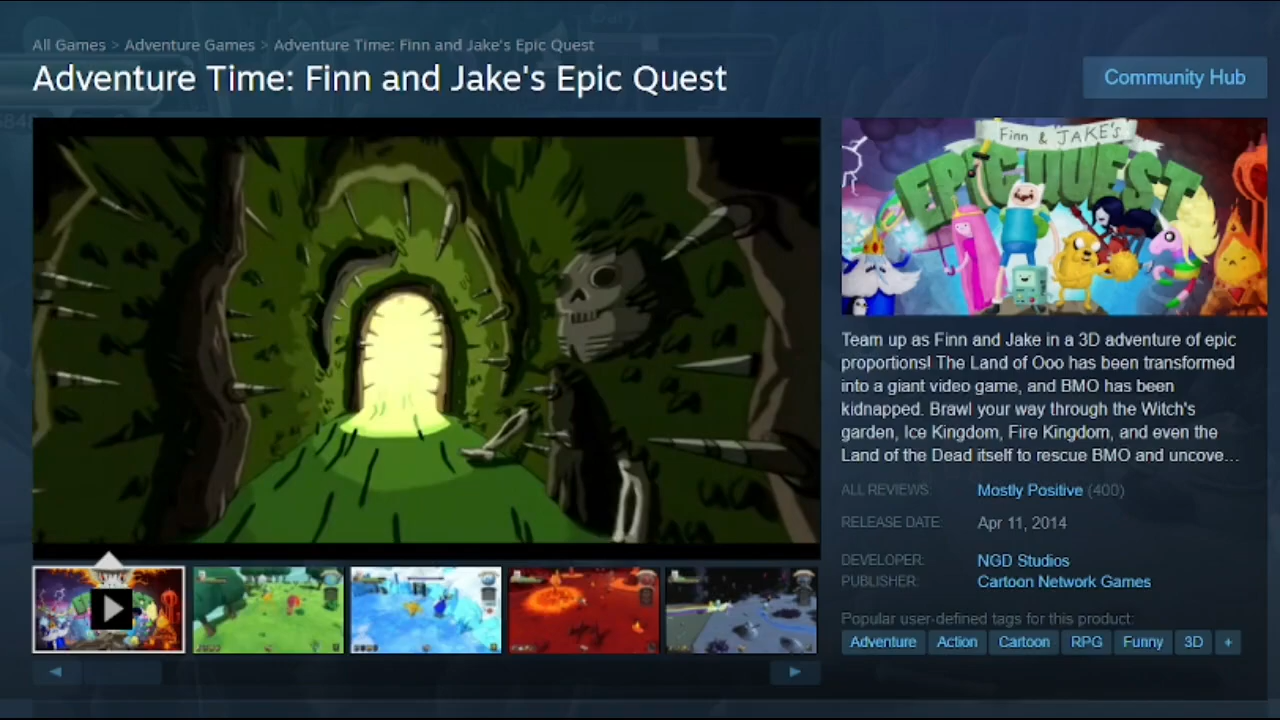 All Games > Adventure Games > Adventure Time: Finn and Jake's Epic Quest
Adventure Time: Finn and Jake's Epic Quest
Community Hub
Finn & JAKE'S
EPIC QUEST
Team up as Finn and Jake in a 3D adventure of epic
proportions! The Land of Ooo has been transformed
into a giant video game, and BMO has been
kidnapped. Brawl your way through the Witch's
garden, Ice Kingdom, Fire Kingdom, and even the
Land of the Dead itself to rescue BMO and uncove...
ALL REVIEWS: Mostly Positive (400)
RELEASE DATE: Apr 11, 2014
DEVELOPER: NGD Studios
PUBLISHER: Cartoon Network Games
Popular user-defined tags for this product:
Adventure Action Cartoon RPG Funny 3D +